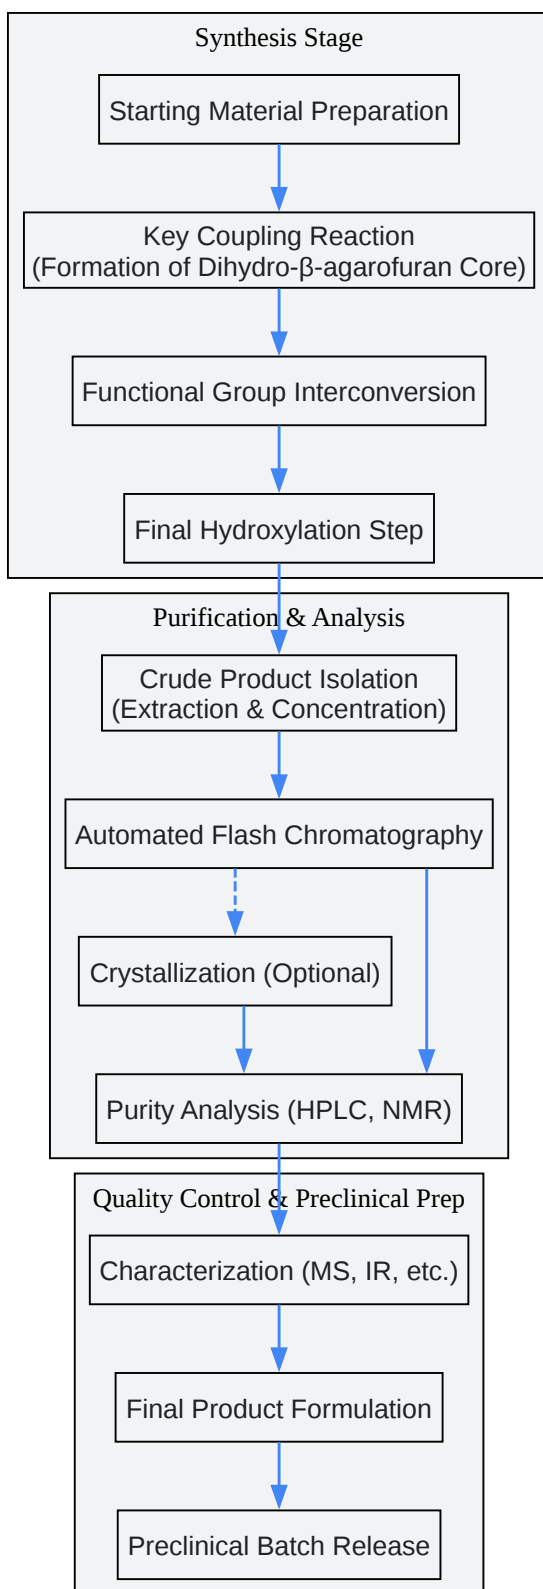 Synthesis Stage
Starting Material Preparation
Key Coupling Reaction
(Formation of Dihydro-β-agarofuran Core)
Functional Group Interconversion
Final Hydroxylation Step
Purification & Analysis
Crude Product Isolation
(Extraction & Concentration)
Automated Flash Chromatography
Crystallization (Optional)
Purity Analysis (HPLC, NMR)
Quality Control & Preclinical Prep
Characterization (MS, IR, etc.)
Final Product Formulation
Preclinical Batch Release